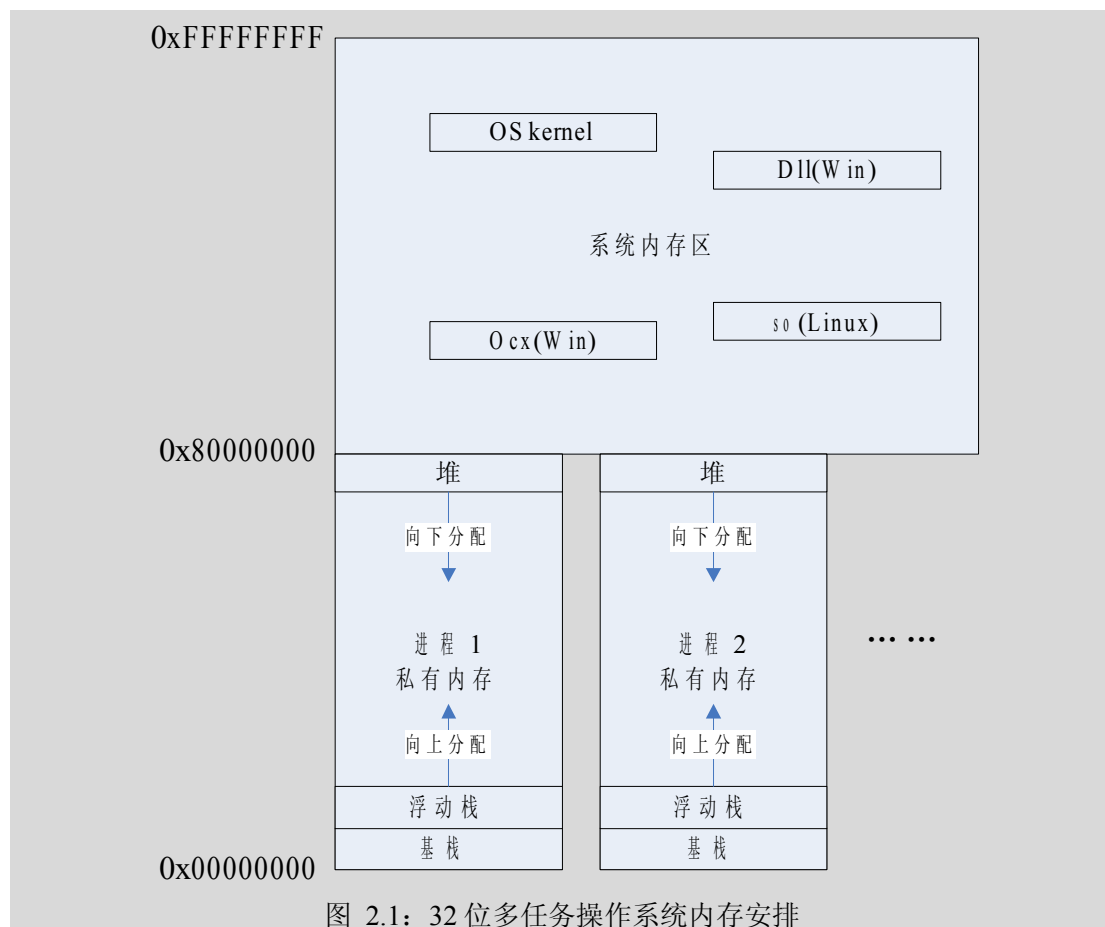 0xFFFFFFFF
OS kernel
Dll(Win)
系统内存区
Ocx(Win)
so(Linux)
0x80000000
堆
堆
向下分配
向下分配
进程 1
私有内存
进程 2
私有内存
... ...
向上分配
向上分配
浮动栈
浮动栈
基栈
基栈
0x00000000
图 2.1：32 位多任务操作系统内存安排